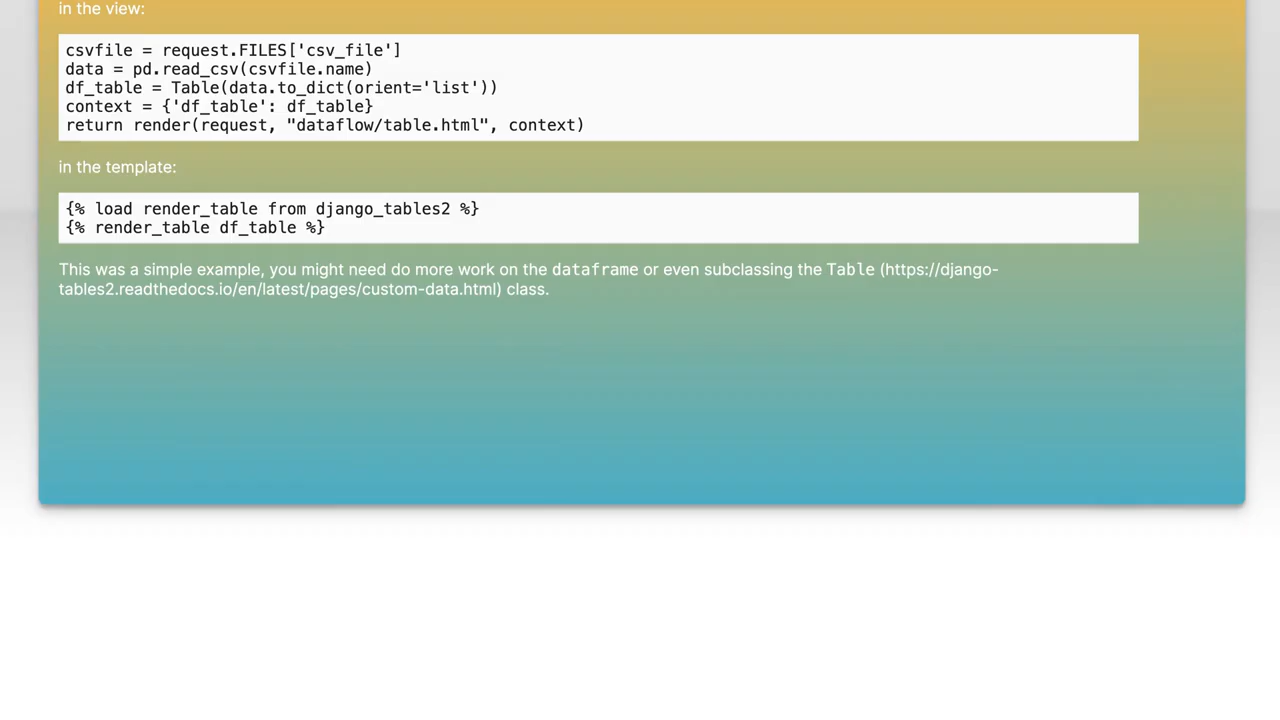 in the view:
csvfile = request.FILES['csv_file']
data = pd.read_csv(csvfile.name)
df_table = Table(data.to_dict(orient='list'))
context = {'df_table': df_table}
return render(request, "dataflow/table.html", context)
in the template:
{% load render_table from django_tables2 %}
{% render_table df_table %}
This was a simple example, you might need do more work on the dataframe or even subclassing the Table (https://django-
tables2.readthedocs.io/en/latest/pages/custom-data.html) class.